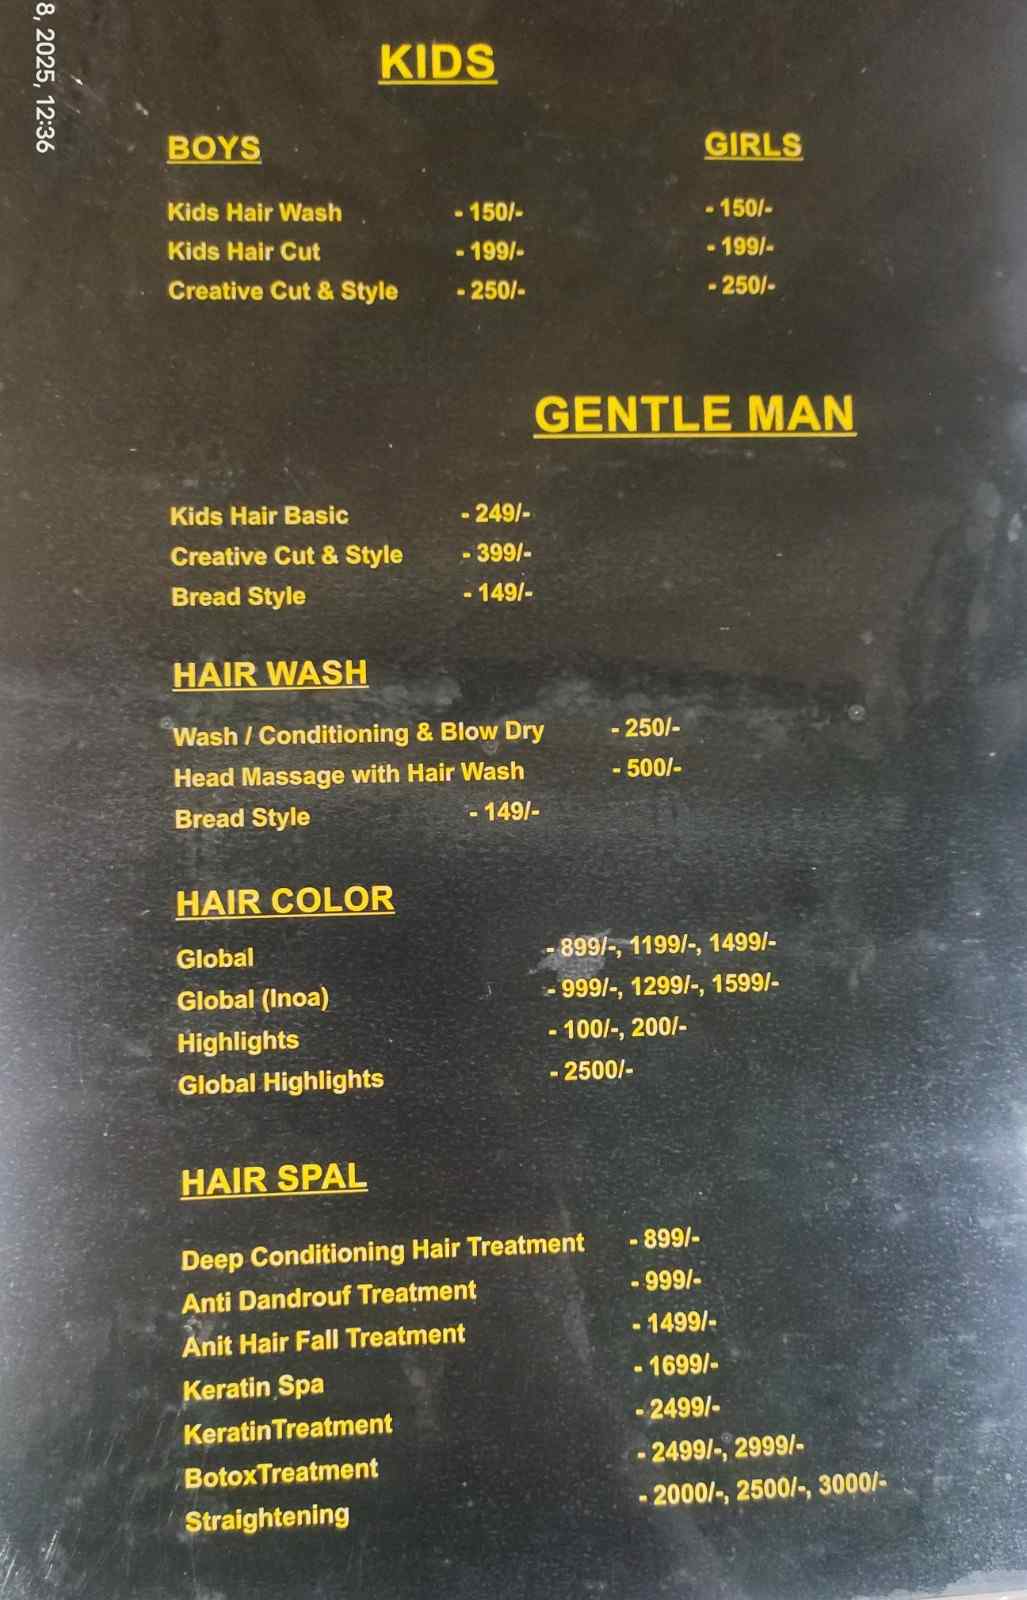 8, 2025, 12:36
KIDS
BOYS GIRLS
Kids Hair Wash - 150/- - 150/-
Kids Hair Cut - 199/- - 199/-
Creative Cut & Style - 250/- - 250/-
GENTLE MAN
Kids Hair Basic - 249/-
Creative Cut & Style - 399/-
Bread Style - 149/-
HAIR WASH
Wash / Conditioning & Blow Dry - 250/-
Head Massage with Hair Wash - 500/-
Bread Style - 149/-
HAIR COLOR
Global - 899/-, 1199/-, 1499/-
Global (Inoa) - 999/-, 1299/-, 1599/-
Highlights - 100/-, 200/-
Global Highlights - 2500/-
HAIR SPAL
Deep Conditioning Hair Treatment - 899/-
Anti Dandrouf Treatment - 999/-
Anit Hair Fall Treatment - 1499/-
Keratin Spa - 1699/-
KeratinTreatment - 2499/-
BotoxTreatment - 2499/-, 2999/-
Straightening - 2000/-, 2500/-, 3000/-